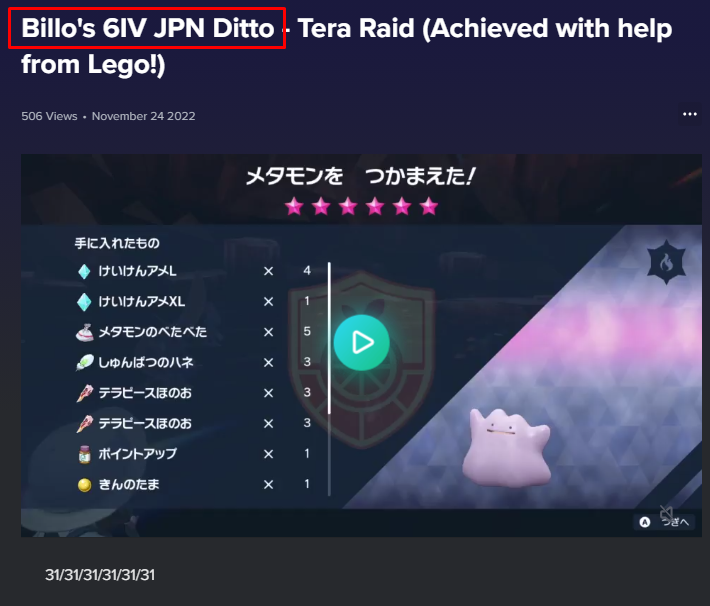 Billo's 6IV JPN Ditto - Tera Raid (Achieved with help
from Lego!)
506 Views • November 24 2022
メタモンを つかまえた!
手に入れたもの
けいけんアメL × 4
けいけんアメXL × 1
メタモンのべたべた × 5
しゅんぱつのハネ × 3
テラピースほのお × 3
テラピースほのお × 3
ポイントアップ × 1
きんのたま × 1
A つぎへ
31/31/31/31/31/31